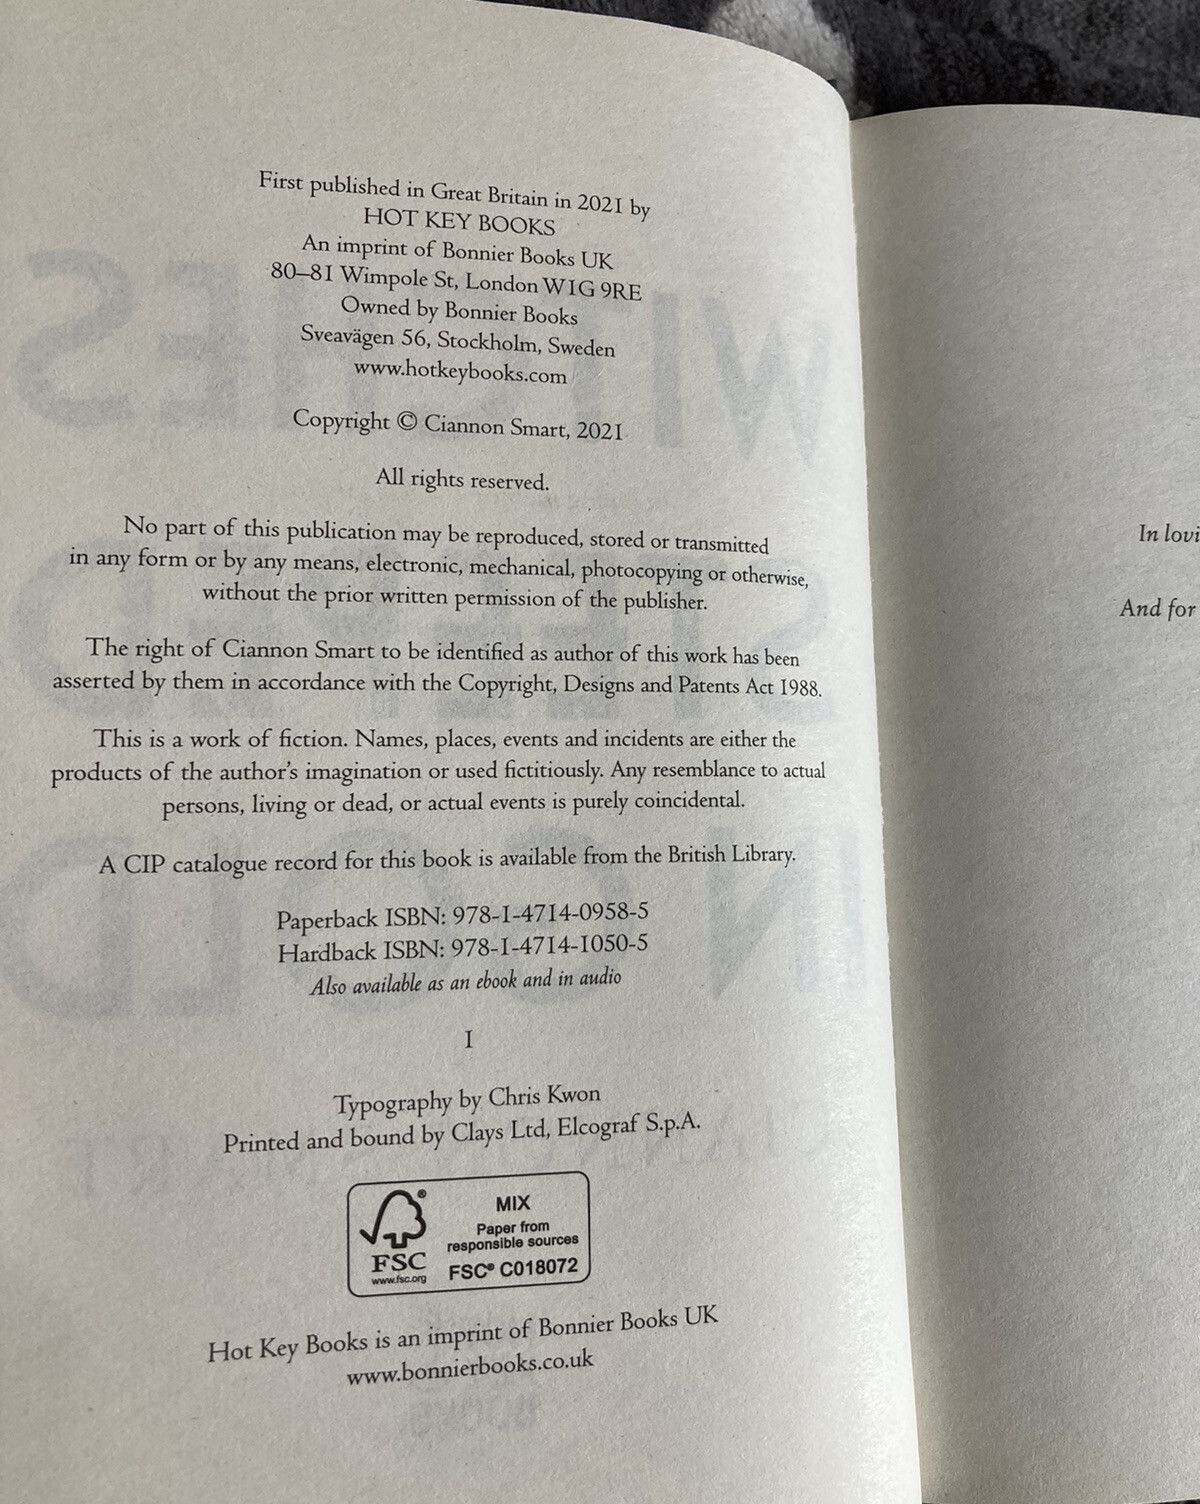 First published in Great Britain in 2021 by
HOT KEY BOOKS
An imprint of Bonnier Books UK
80–81 Wimpole St, London W1G 9RE
Owned by Bonnier Books
Sveavägen 56, Stockholm, Sweden
www.hotkeybooks.com
Copyright © Ciannon Smart, 2021
All rights reserved.
No part of this publication may be reproduced, stored or transmitted
in any form or by any means, electronic, mechanical, photocopying or otherwise,
without the prior written permission of the publisher.
The right of Ciannon Smart to be identified as author of this work has been
asserted by them in accordance with the Copyright, Designs and Patents Act 1988.
This is a work of fiction. Names, places, events and incidents are either the
products of the author's imagination or used fictitiously. Any resemblance to actual
persons, living or dead, or actual events is purely coincidental.
A CIP catalogue record for this book is available from the British Library.
Paperback ISBN: 978-1-4714-0958-5
Hardback ISBN: 978-1-4714-1050-5
Also available as an ebook and in audio
1
Typography by Chris Kwon
Printed and bound by Clays Ltd, Elcograf S.p.A.
FSC®
www.fsc.org
MIX
Paper from
responsible sources
FSC® C018072
Hot Key Books is an imprint of Bonnier Books UK
www.bonnierbooks.co.uk
In lovi
And for